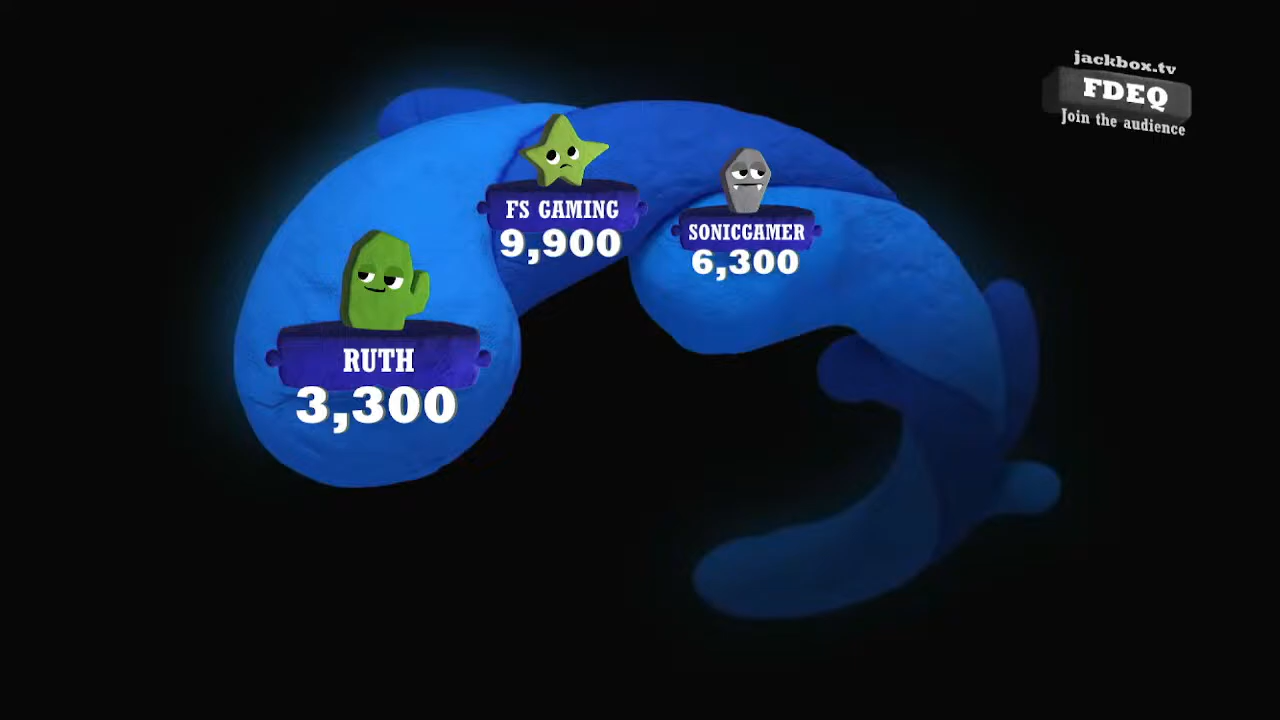 jackbox.tv
FDEQ
Join the audience
FS GAMING
9,900
SONICGAMER
6,300
RUTH
3,300